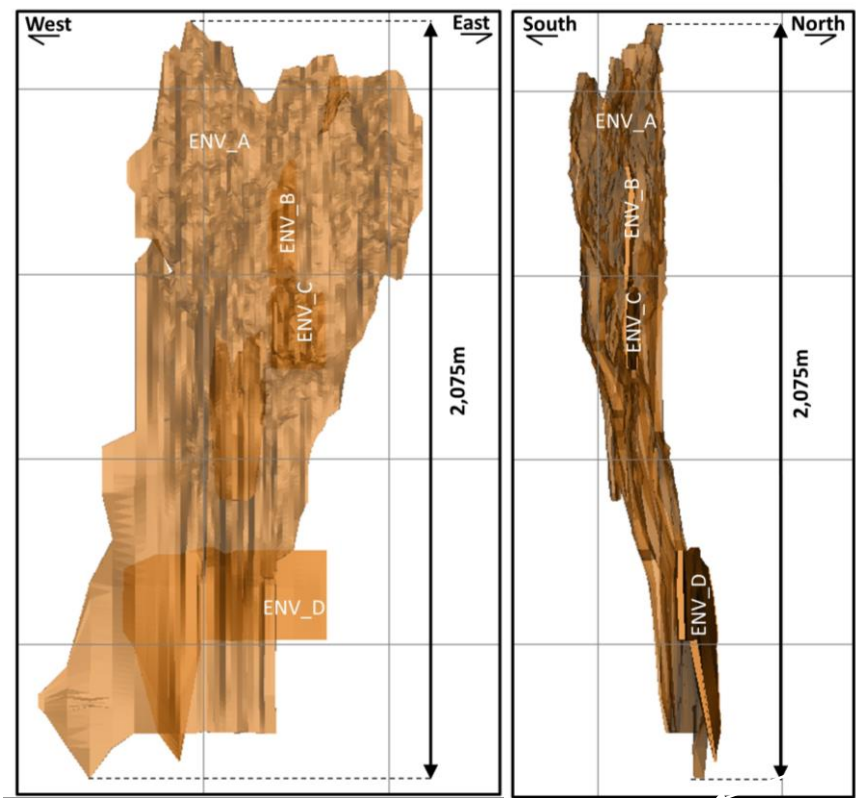 West
East
ENV_A
ENV_B
ENV_C
ENV_D
2,075m
South
North
ENV_A
ENV_B
ENV_C
ENV_D
2,075m